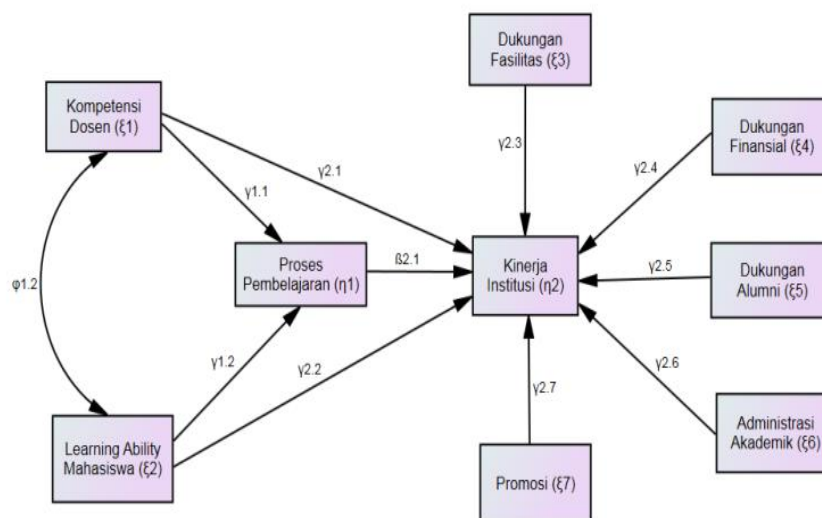 Dukungan
Fasilitas (ξ3)
Kompetensi
Dosen (ξ1)
Dukungan
Finansial (ξ4)
γ2.3
γ2.4
γ2.1
γ1.1
Proses
Pembelajaran (η1)
ß2.1
Kinerja
Institusi (η2)
γ2.5
Dukungan
Alumni (ξ5)
φ1.2
γ1.2
γ2.2
γ2.7
γ2.6
Learning Ability
Mahasiswa (ξ2)
Administrasi
Akademik (ξ6)
Promosi (ξ7)